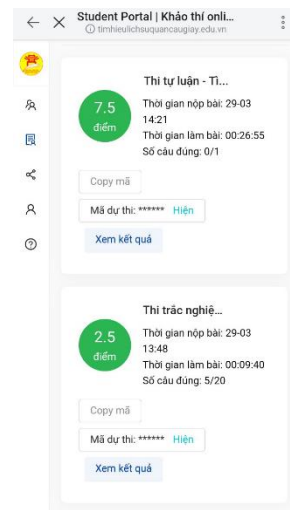 Student Portal | Khảo thí onli...
timhieulichsuquancaugiay.edu.vn
Thi tự luận - Tì...
7.5
điểm
Thời gian nộp bài: 29-03
14:21
Thời gian làm bài: 00:26:55
Số câu đúng: 0/1
Copy mã
Mã dự thi: ****** Hiện
Xem kết quả
Thi trắc nghiệ...
2.5
điểm
Thời gian nộp bài: 29-03
13:48
Thời gian làm bài: 00:09:40
Số câu đúng: 5/20
Copy mã
Mã dự thi: ****** Hiện
Xem kết quả